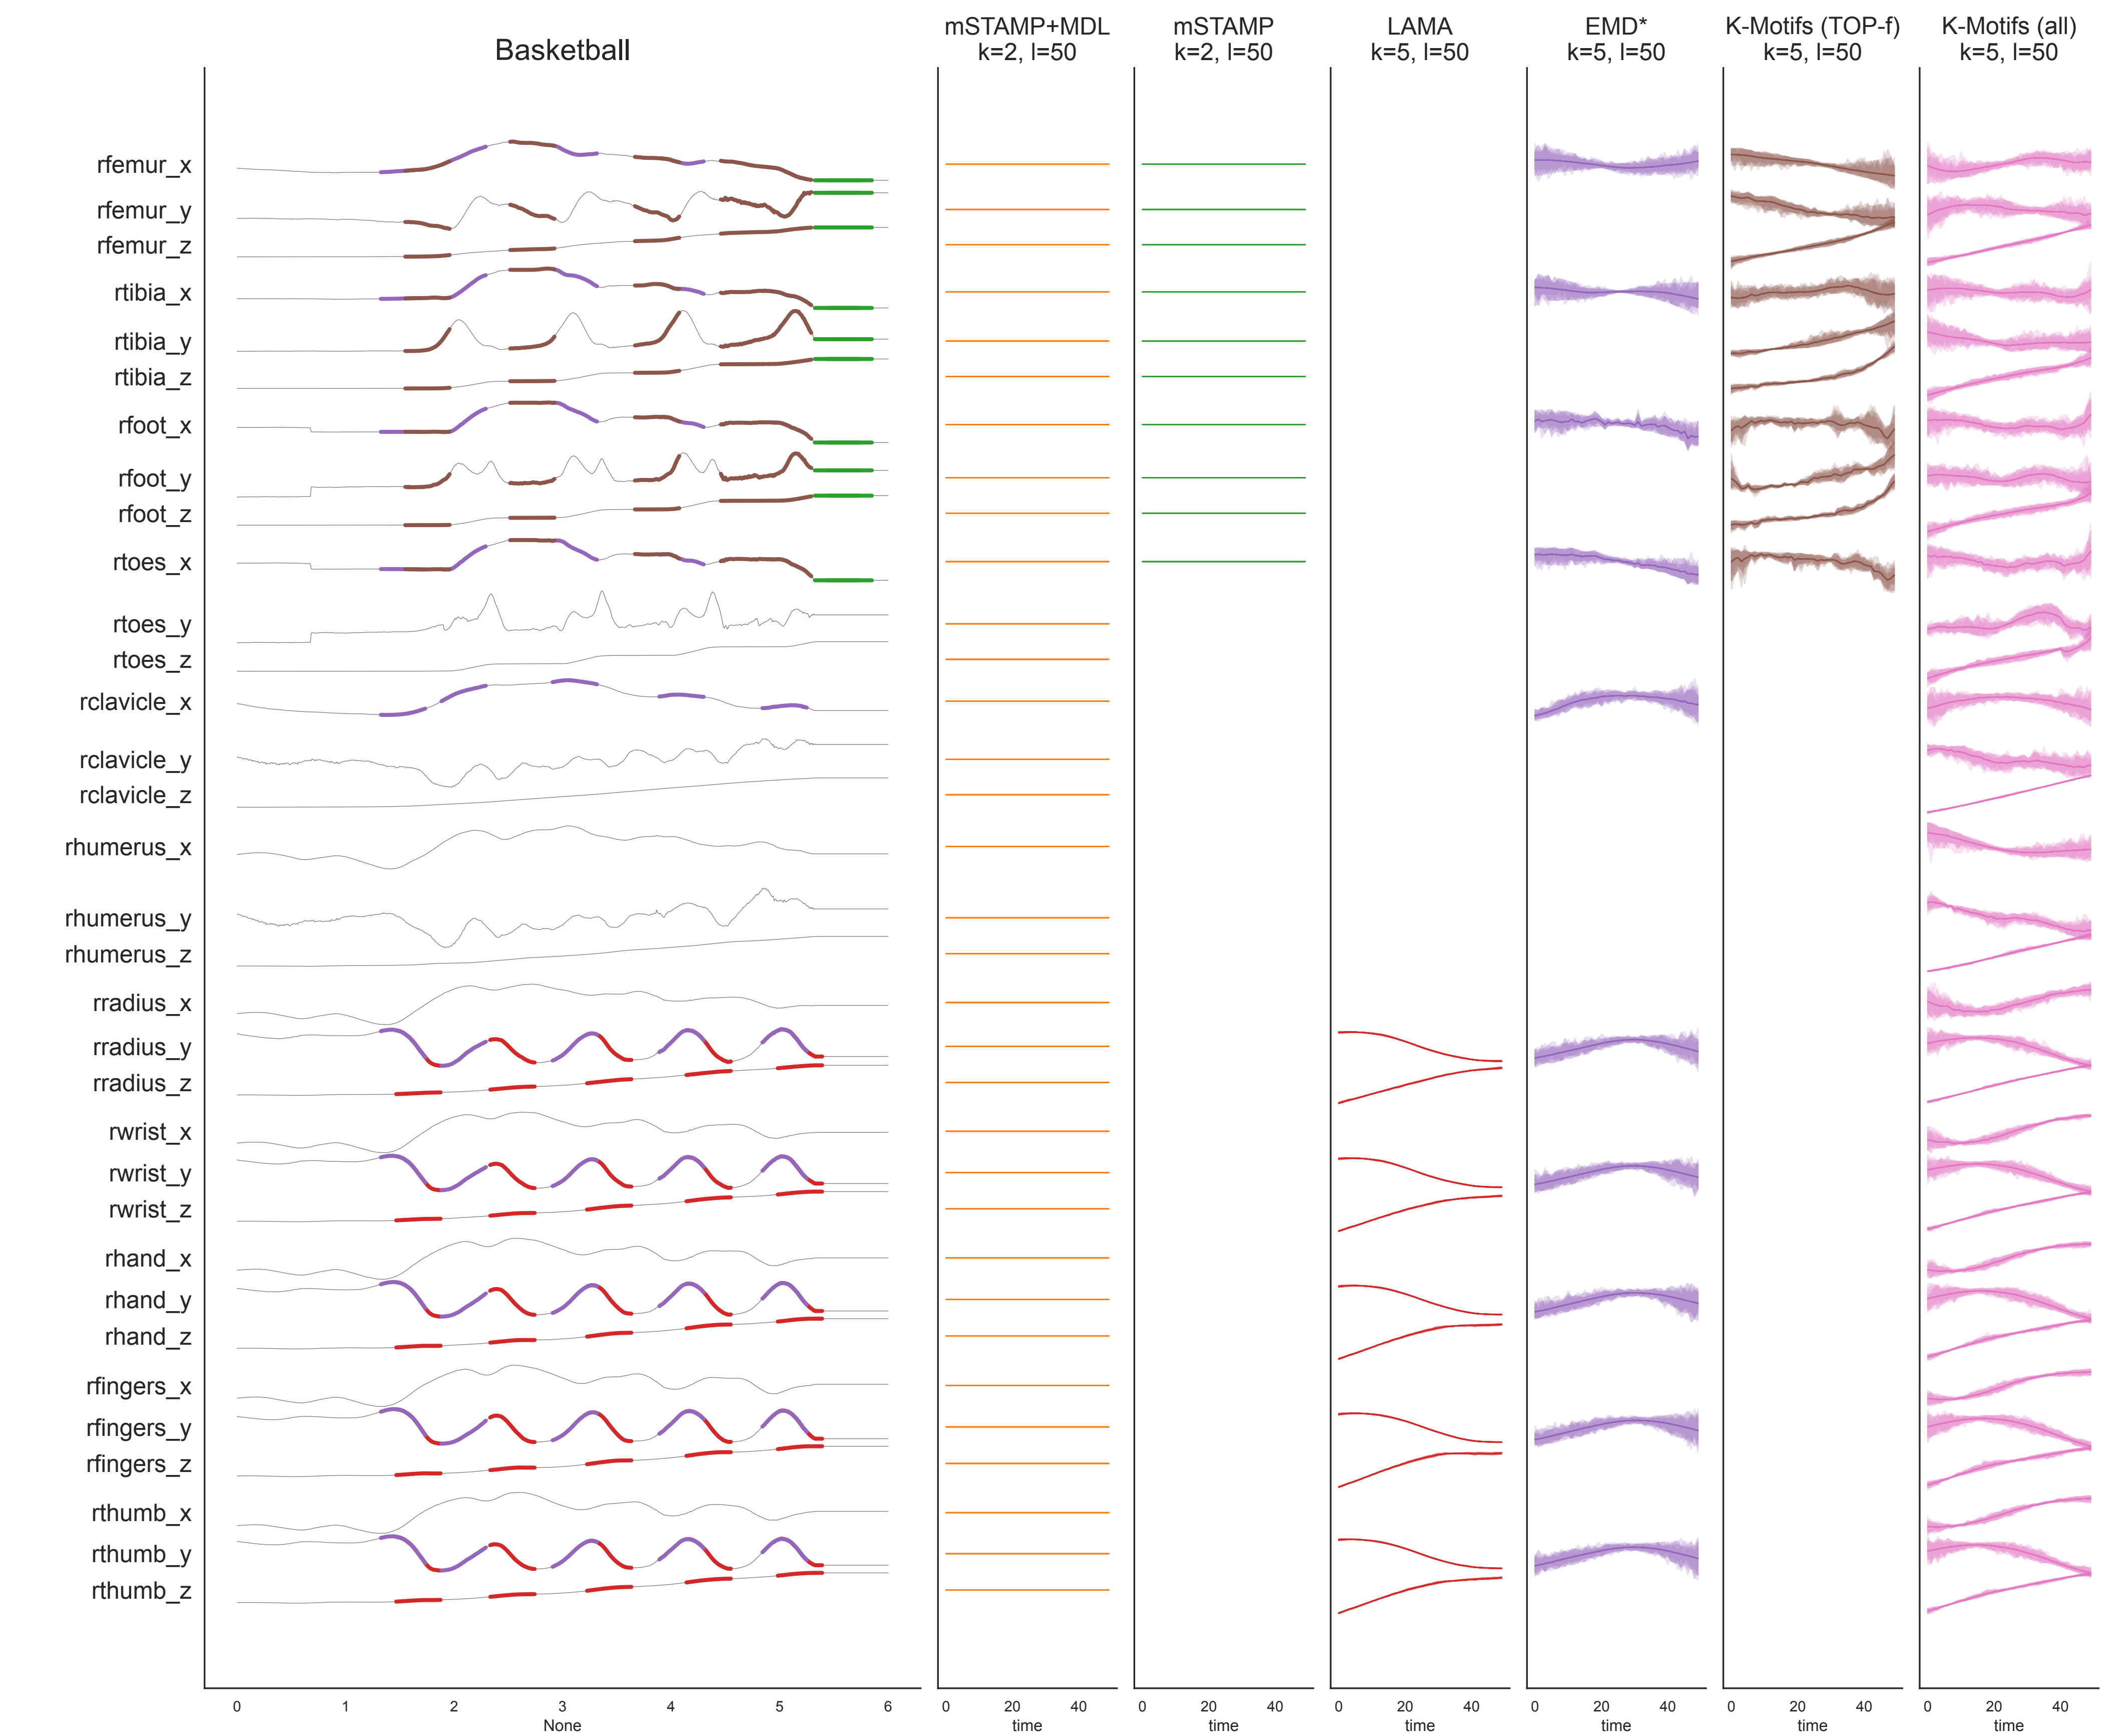 Basketball
mSTAMP+MDL
k=2, l=50
mSTAMP
k=2, l=50
LAMA
k=5, l=50
EMD*
k=5, l=50
K-Motifs (TOP-f)
k=5, l=50
K-Motifs (all)
k=5, l=50
rfemur_x
rfemur_y
rfemur_z
rtibia_x
rtibia_y
rtibia_z
rfoot_x
rfoot_y
rfoot_z
rtoes_x
rtoes_y
rtoes_z
rclavicle_x
rclavicle_y
rclavicle_z
rhumerus_x
rhumerus_y
rhumerus_z
rradius_x
rradius_y
rradius_z
rwrist_x
rwrist_y
rwrist_z
rhand_x
rhand_y
rhand_z
rfingers_x
rfingers_y
rfingers_z
rthumb_x
rthumb_y
rthumb_z
0 1 2 3 4 5 6
None
0 20 40
time
0 20 40
time
0 20 40
time
0 20 40
time
0 20 40
time
0 20 40
time